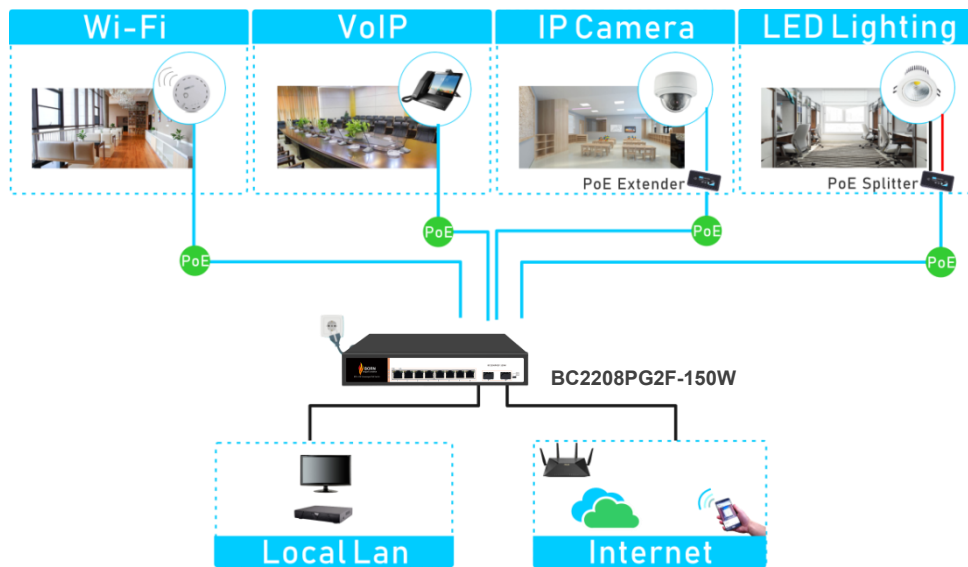 Wi-Fi
VoIP
IP Camera
LED Lighting
PoE Extender
PoE Splitter
PoE
PoE
PoE
PoE
BC2208PG2F-150W
Local Lan
Internet